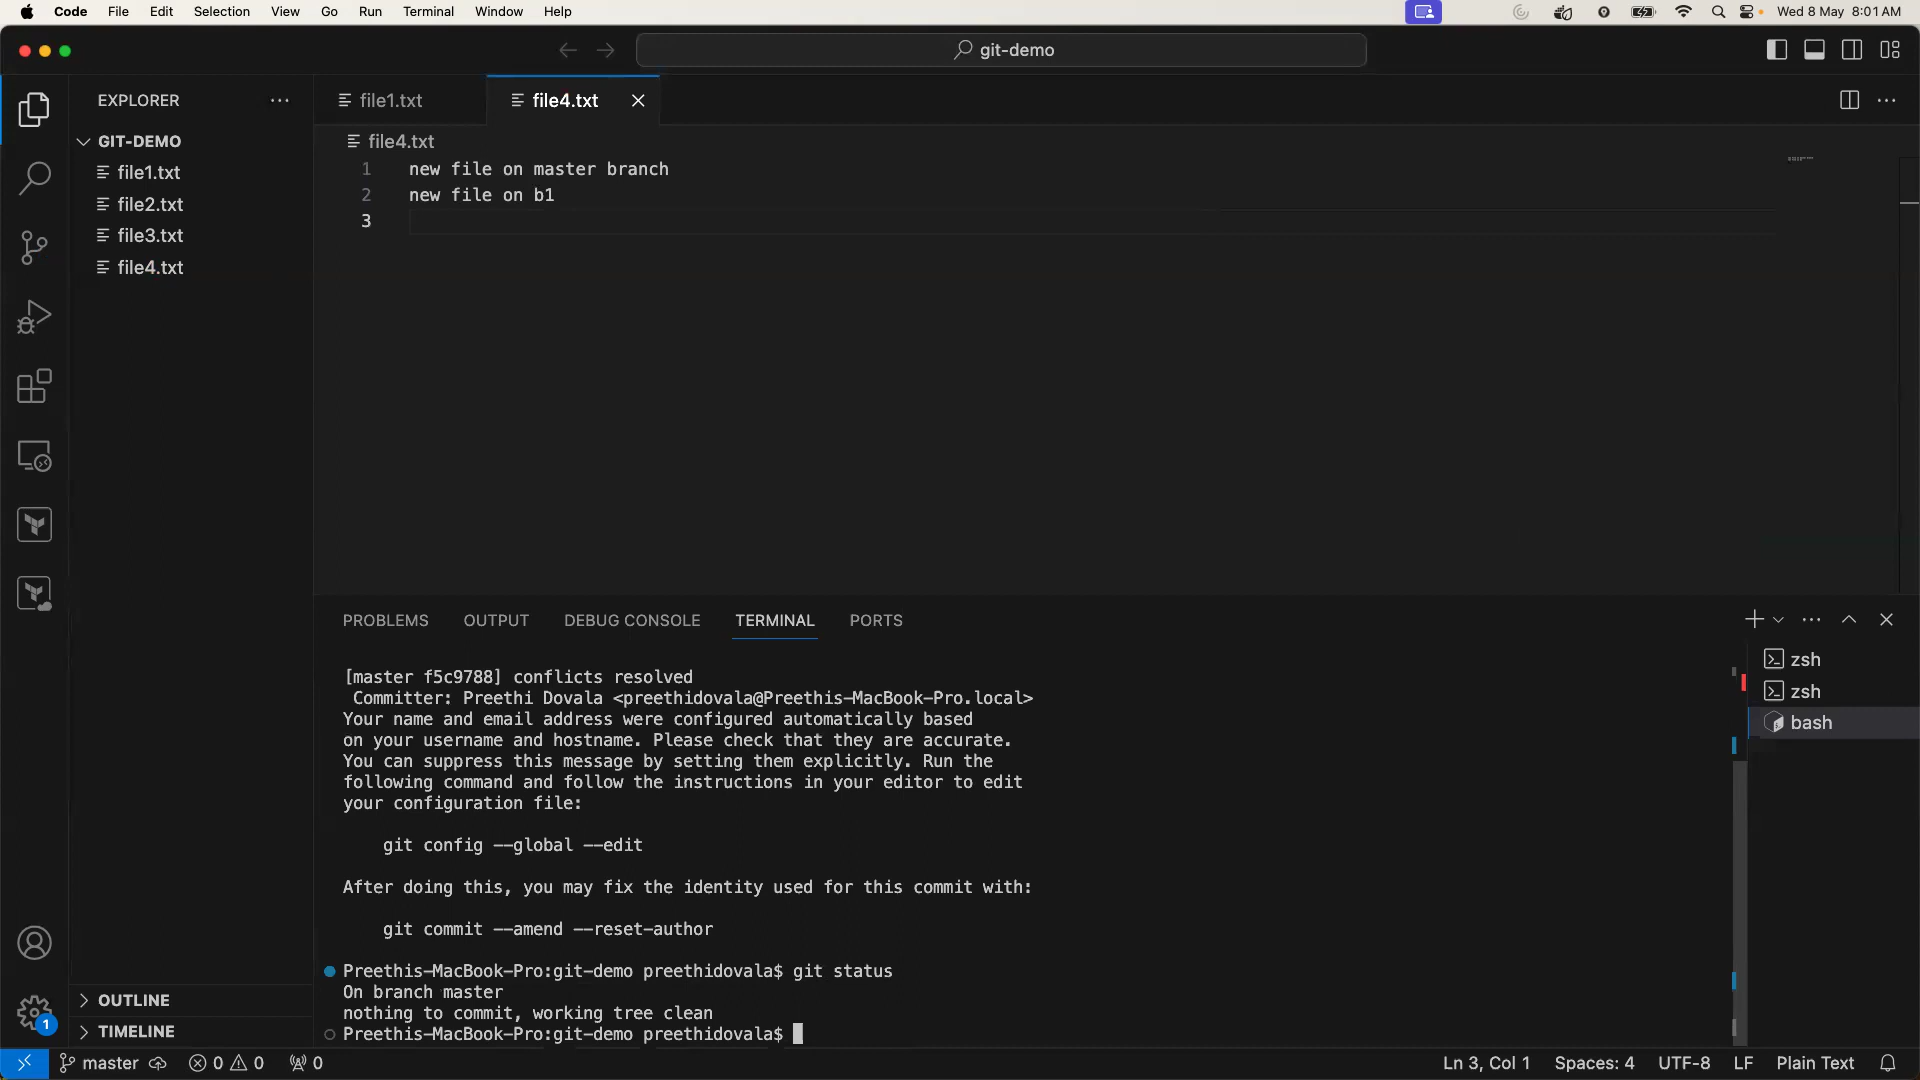 Code File Edit Selection View Go Run Terminal Window Help
Wed 8 May 8:01 AM
git-demo
EXPLORER
GIT-DEMO
file1.txt
file2.txt
file3.txt
file4.txt
OUTLINE
TIMELINE
file1.txt
file4.txt
file4.txt
1 new file on master branch
2 new file on b1
3
PROBLEMS OUTPUT DEBUG CONSOLE TERMINAL PORTS
[master f5c9788] conflicts resolved
Committer: Preethi Dovala <preethidovala@Preethis-MacBook-Pro.local>
Your name and email address were configured automatically based
on your username and hostname. Please check that they are accurate.
You can suppress this message by setting them explicitly. Run the
following command and follow the instructions in your editor to edit
your configuration file:
git config --global --edit
After doing this, you may fix the identity used for this commit with:
git commit --amend --reset-author
Preethis-MacBook-Pro:git-demo preethidovala$ git status
On branch master
nothing to commit, working tree clean
Preethis-MacBook-Pro:git-demo preethidovala$
zsh
zsh
bash
1
master 0 0 0
Ln 3, Col 1 Spaces: 4 UTF-8 LF Plain Text